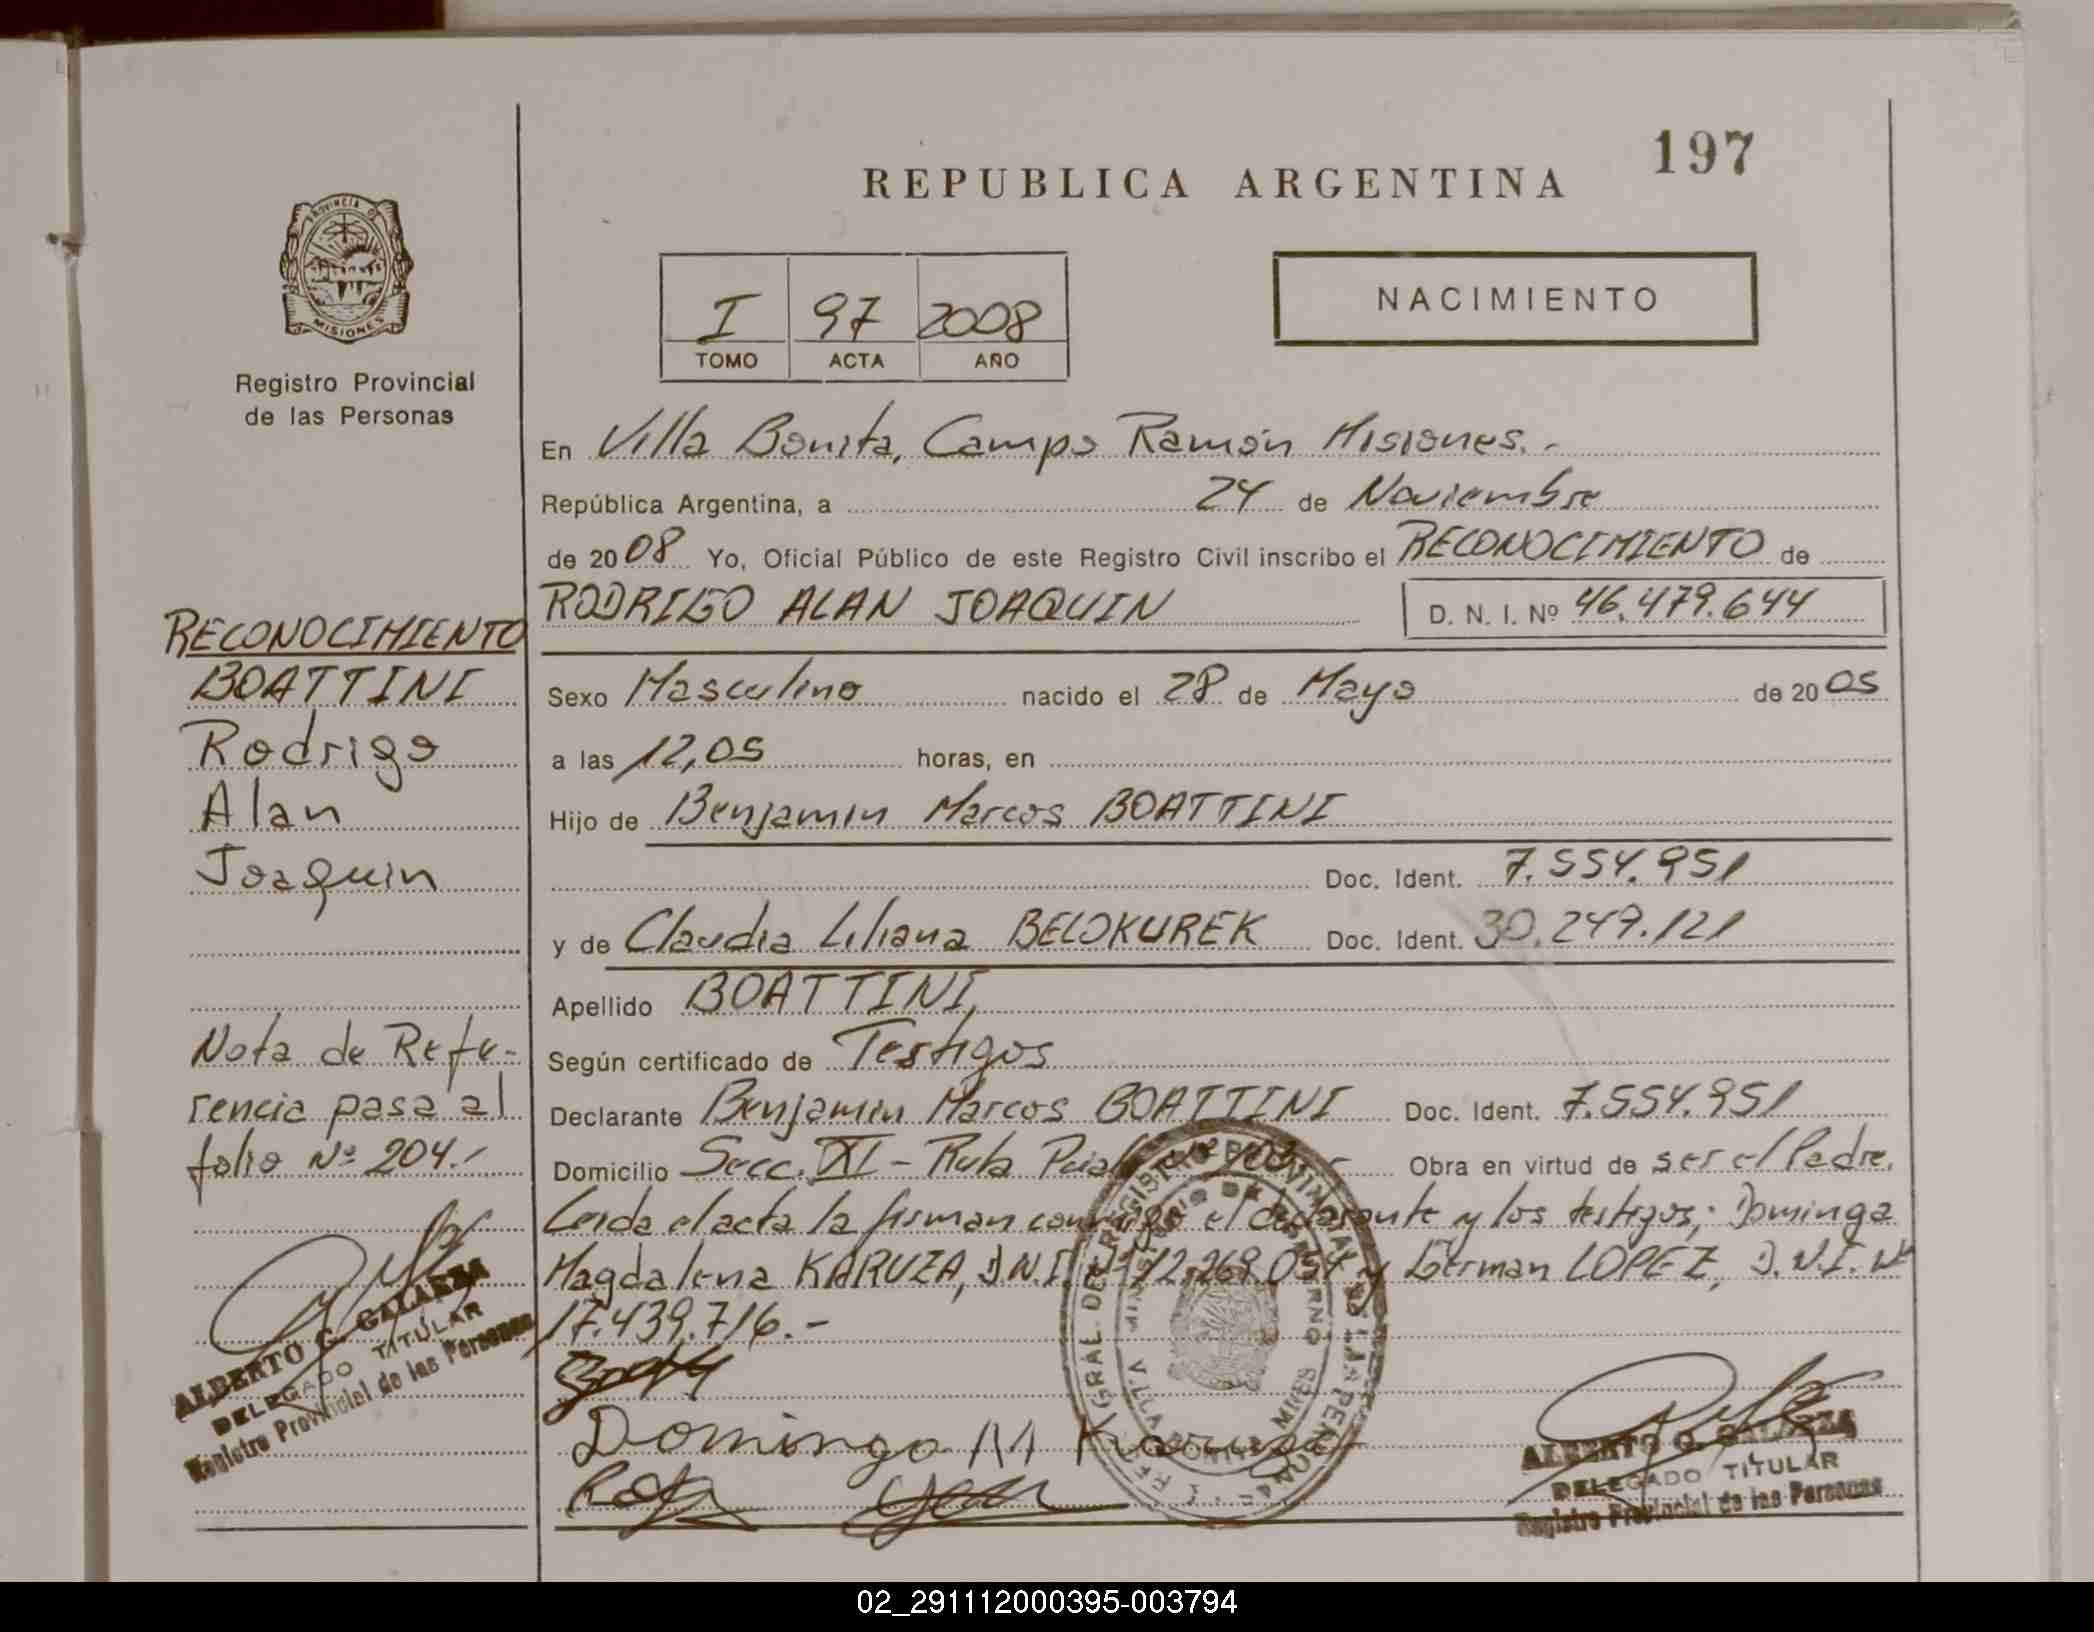 197
REPUBLICA ARGENTINA
PROVINCIA DE
MISIONES
Registro Provincial
de las Personas
NACIMIENTO
I 97 2008
TOMO ACTA AÑO
En Villa Bonita, Campo Ramón Misiones.-
República Argentina, a 24 de Noviembre
de 2008 Yo, Oficial Público de este Registro Civil inscribo el RECONOCIMIENTO de
RODRIGO ALAN JOAQUIN D. N. I. Nº 46.479.644
Sexo Masculino nacido el 28 de Mayo de 2005
a las 12,05 horas, en
Hijo de Benjamin Marcos BOATTINI
Doc. Ident. 7.554.951
y de Claudia Liliana BELOKUREK Doc. Ident. 30.249.121
Apellido BOATTINI,
Según certificado de Testigos
Declarante Benjamin Marcos BOATTINI Doc. Ident. 7.554.951
Domicilio Secc. XI - Ruta Obra en virtud de ser el Padre.
Leida el acta la firman conmigo el declarante y los testigos; Dominga
Magdalena KARUZA, D.N.I. Nº 12.269.054 y German LOPEZ, D.N.I. Nº
17.439.716.-
Dominga M
ALBERTO G. GALARZA
DELEGADO TITULAR
Registro Provincial de las Personas
RECONOCIMIENTO
BOATTINI
Rodrigo
Alan
Joaquin
Nota de Refe-
rencia pasa al
folio Nº 204.-
ALBERTO G. GALARZA
DELEGADO TITULAR
Registro Provincial de las Personas
02_291112000395-003794